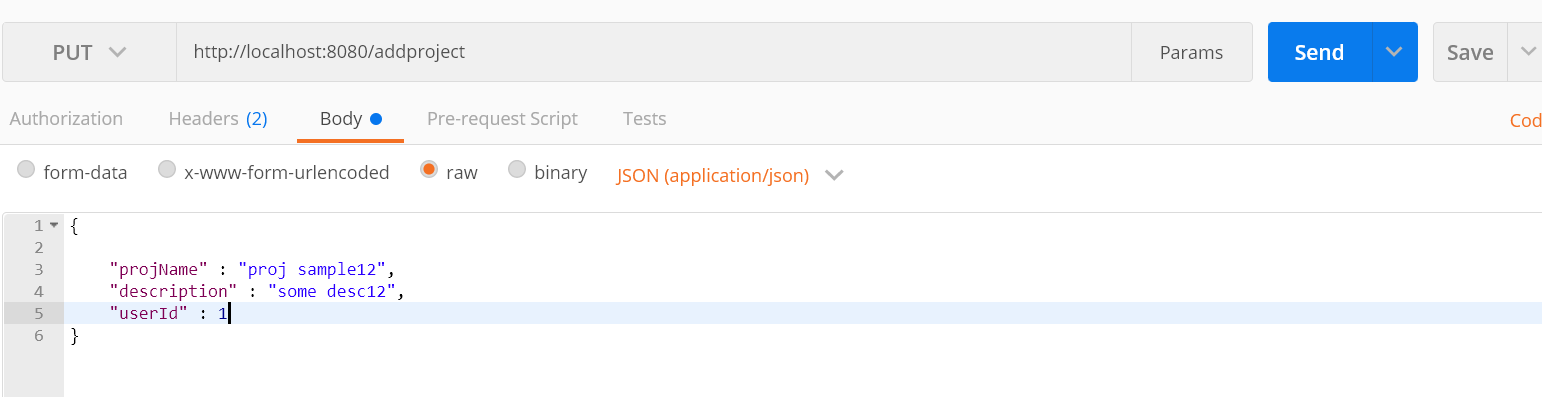 PUT http://localhost:8080/addproject Params Send Save
Authorization Headers (2) Body Pre-request Script Tests Cod
form-data x-www-form-urlencoded raw binary JSON (application/json)
1 {
2
3 "projName" : "proj sample12",
4 "description" : "some desc12",
5 "userId" : 1
6 }